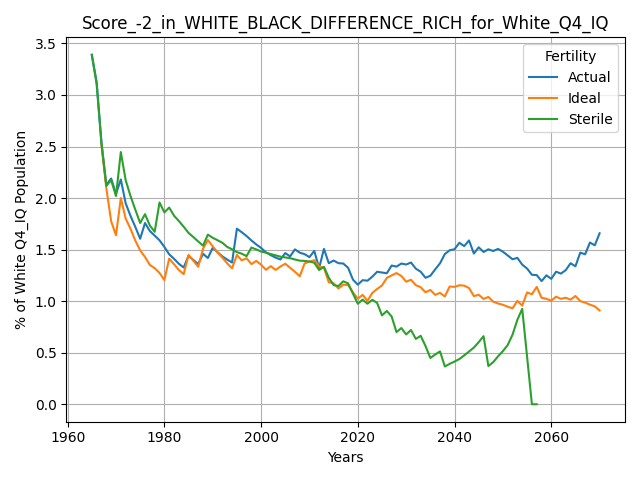 Score_-2_in_WHITE_BLACK_DIFFERENCE_RICH_for_White_Q4_IQ
Fertility
Actual
Ideal
Sterile
% of White Q4_IQ Population
3.5
3.0
2.5
2.0
1.5
1.0
0.5
0.0
1960 1980 2000 2020 2040 2060
Years